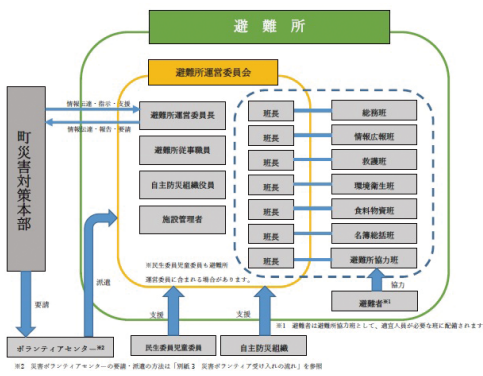 避難所
避難所運営委員会
町災害対策本部
情報伝達・指示・支援
情報伝達・報告・要請
避難所運営委員長
避難所従事職員
自主防災組織役員
施設管理者
※民生委員児童委員も避難所
運営委員に含まれる場合があります。
班長
総務班
班長
情報広報班
班長
救護班
班長
環境衛生班
班長
食料物資班
班長
名簿総括班
班長
避難所協力班
協力
避難者※1
派遣
要請
支援
支援
※1　避難者は避難所協力班として、適宜人員が必要な班に配備されます
ボランティアセンター※2
民生委員児童委員
自主防災組織
※2　災害ボランティアセンターの要請・派遣の方法は「別紙3　災害ボランティア受け入れの流れ」を参照